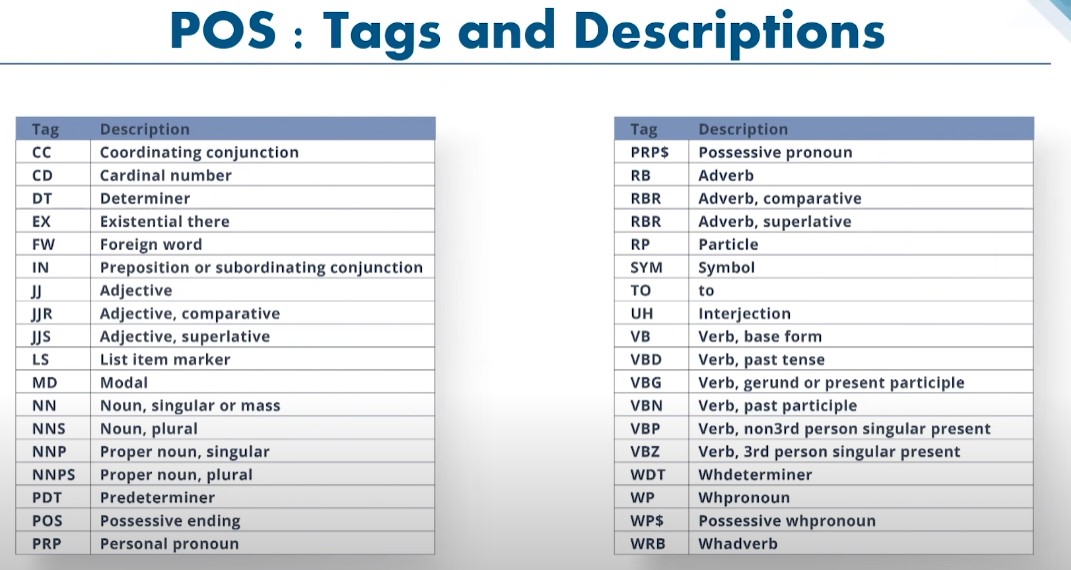 POS : Tags and Descriptions
Tag Description
CC Coordinating conjunction
CD Cardinal number
DT Determiner
EX Existential there
FW Foreign word
IN Preposition or subordinating conjunction
JJ Adjective
JJR Adjective, comparative
JJS Adjective, superlative
LS List item marker
MD Modal
NN Noun, singular or mass
NNS Noun, plural
NNP Proper noun, singular
NNPS Proper noun, plural
PDT Predeterminer
POS Possessive ending
PRP Personal pronoun
Tag Description
PRP$ Possessive pronoun
RB Adverb
RBR Adverb, comparative
RBR Adverb, superlative
RP Particle
SYM Symbol
TO to
UH Interjection
VB Verb, base form
VBD Verb, past tense
VBG Verb, gerund or present participle
VBN Verb, past participle
VBP Verb, non3rd person singular present
VBZ Verb, 3rd person singular present
WDT Whdeterminer
WP Whpronoun
WP$ Possessive whpronoun
WRB Whadverb